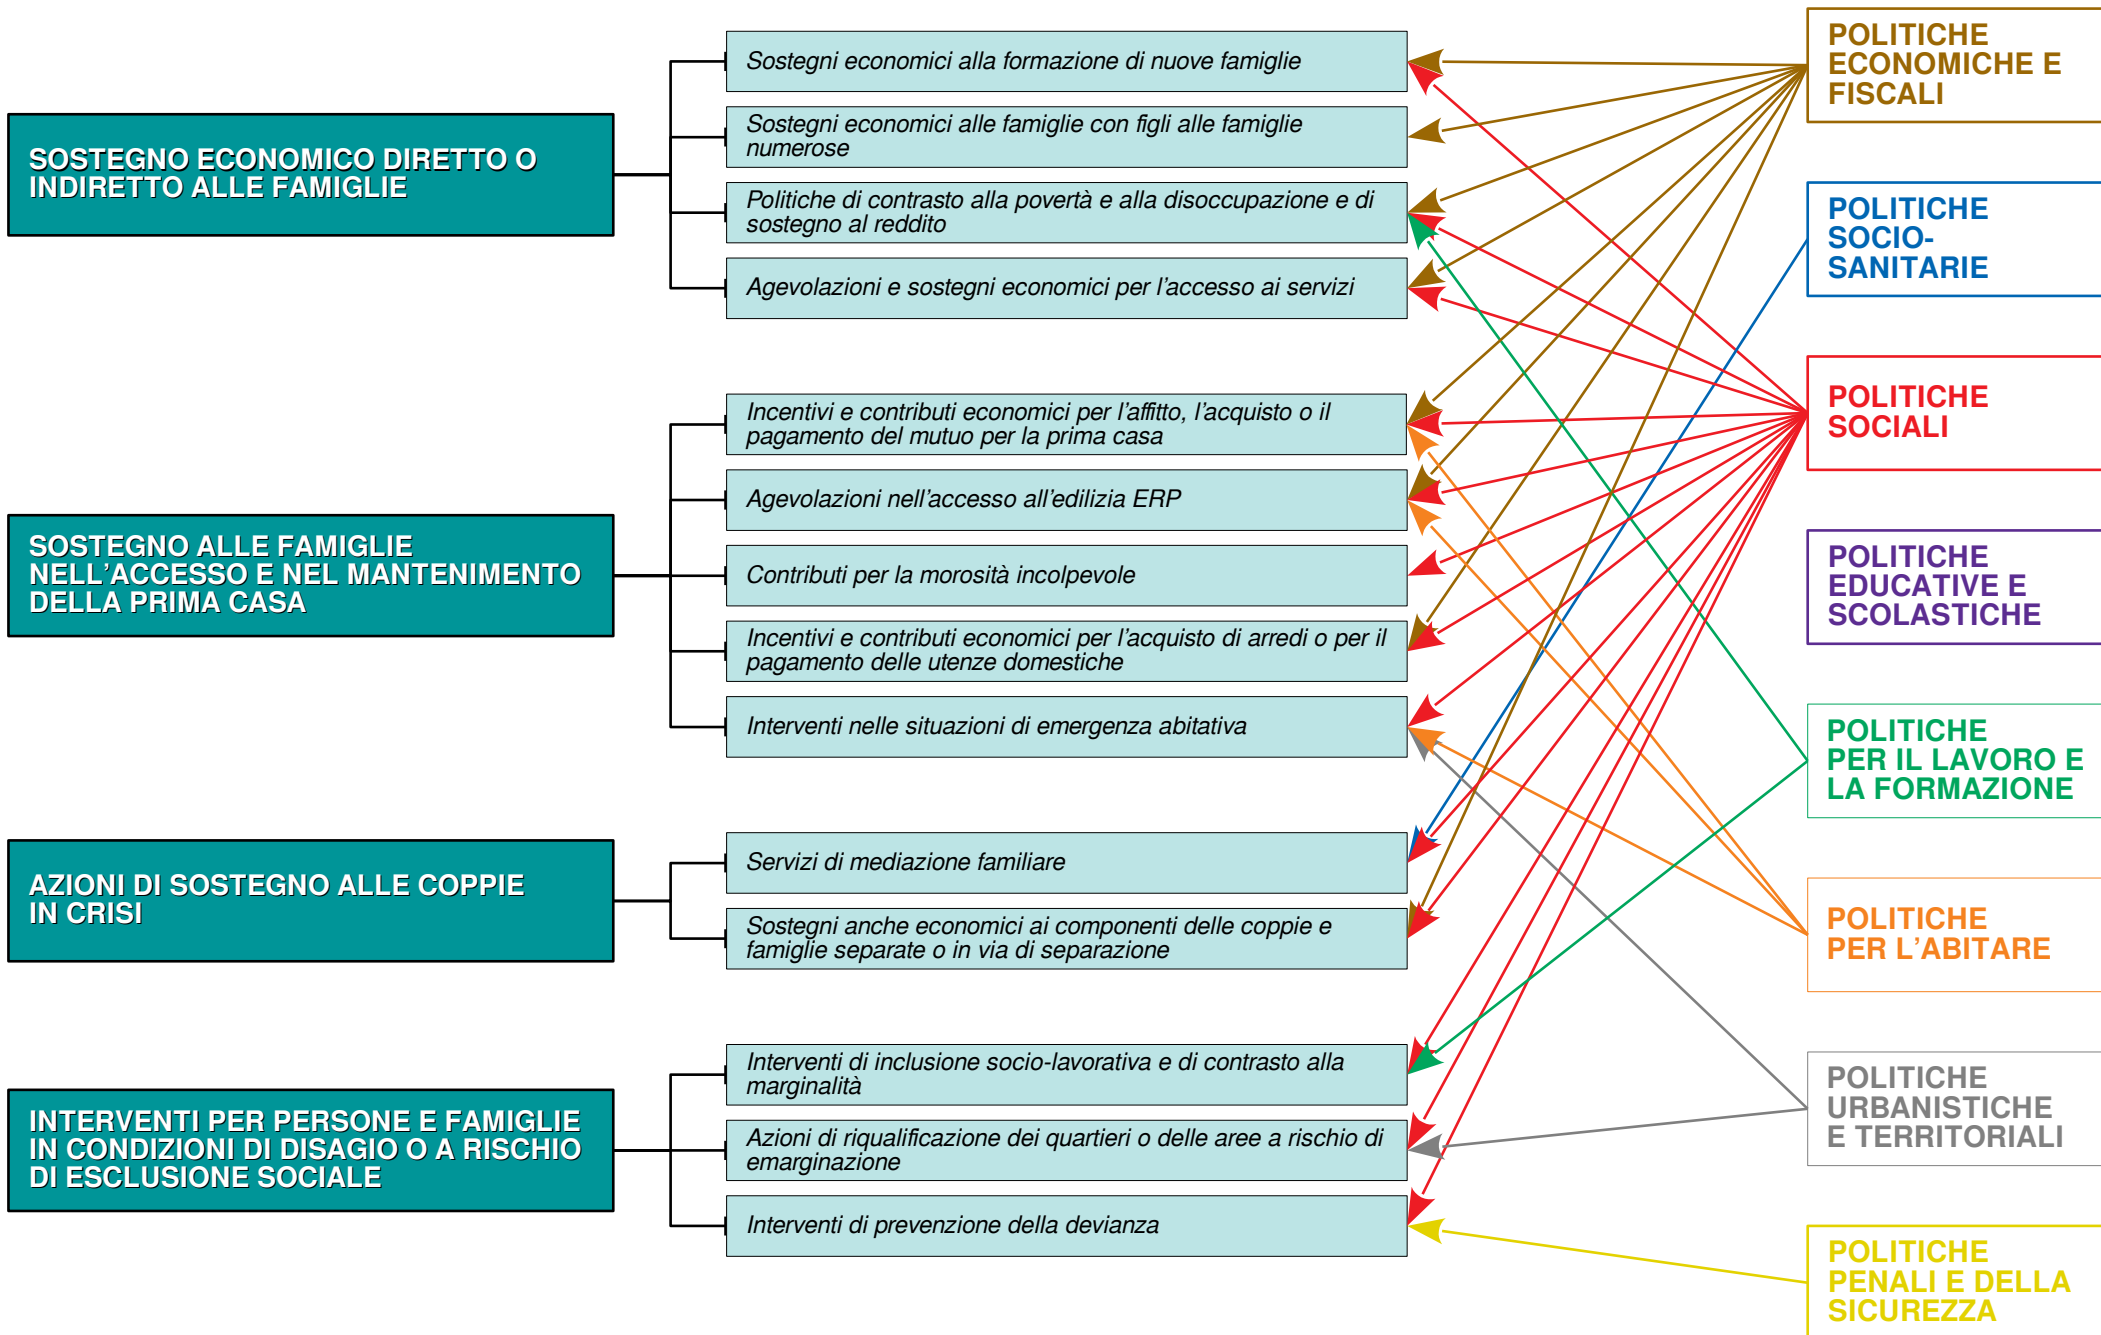 SOSTEGNO ECONOMICO DIRETTO O
INDIRETTO ALLE FAMIGLIE
Sostegni economici alla formazione di nuove famiglie
Sostegni economici alle famiglie con figli alle famiglie
numerose
Politiche di contrasto alla povertà e alla disoccupazione e di
sostegno al reddito
Agevolazioni e sostegni economici per l'accesso ai servizi
SOSTEGNO ALLE FAMIGLIE
NELL'ACCESSO E NEL MANTENIMENTO
DELLA PRIMA CASA
Incentivi e contributi economici per l'affitto, l'acquisto o il
pagamento del mutuo per la prima casa
Agevolazioni nell'accesso all'edilizia ERP
Contributi per la morosità incolpevole
Incentivi e contributi economici per l'acquisto di arredi o per il
pagamento delle utenze domestiche
Interventi nelle situazioni di emergenza abitativa
AZIONI DI SOSTEGNO ALLE COPPIE
IN CRISI
Servizi di mediazione familiare
Sostegni anche economici ai componenti delle coppie e
famiglie separate o in via di separazione
INTERVENTI PER PERSONE E FAMIGLIE
IN CONDIZIONI DI DISAGIO O A RISCHIO
DI ESCLUSIONE SOCIALE
Interventi di inclusione socio-lavorativa e di contrasto alla
marginalità
Azioni di riqualificazione dei quartieri o delle aree a rischio di
emarginazione
Interventi di prevenzione della devianza
POLITICHE
ECONOMICHE E
FISCALI
POLITICHE
SOCIO-
SANITARIE
POLITICHE
SOCIALI
POLITICHE
EDUCATIVE E
SCOLASTICHE
POLITICHE
PER IL LAVORO E
LA FORMAZIONE
POLITICHE
PER L'ABITARE
POLITICHE
URBANISTICHE
E TERRITORIALI
POLITICHE
PENALI E DELLA
SICUREZZA